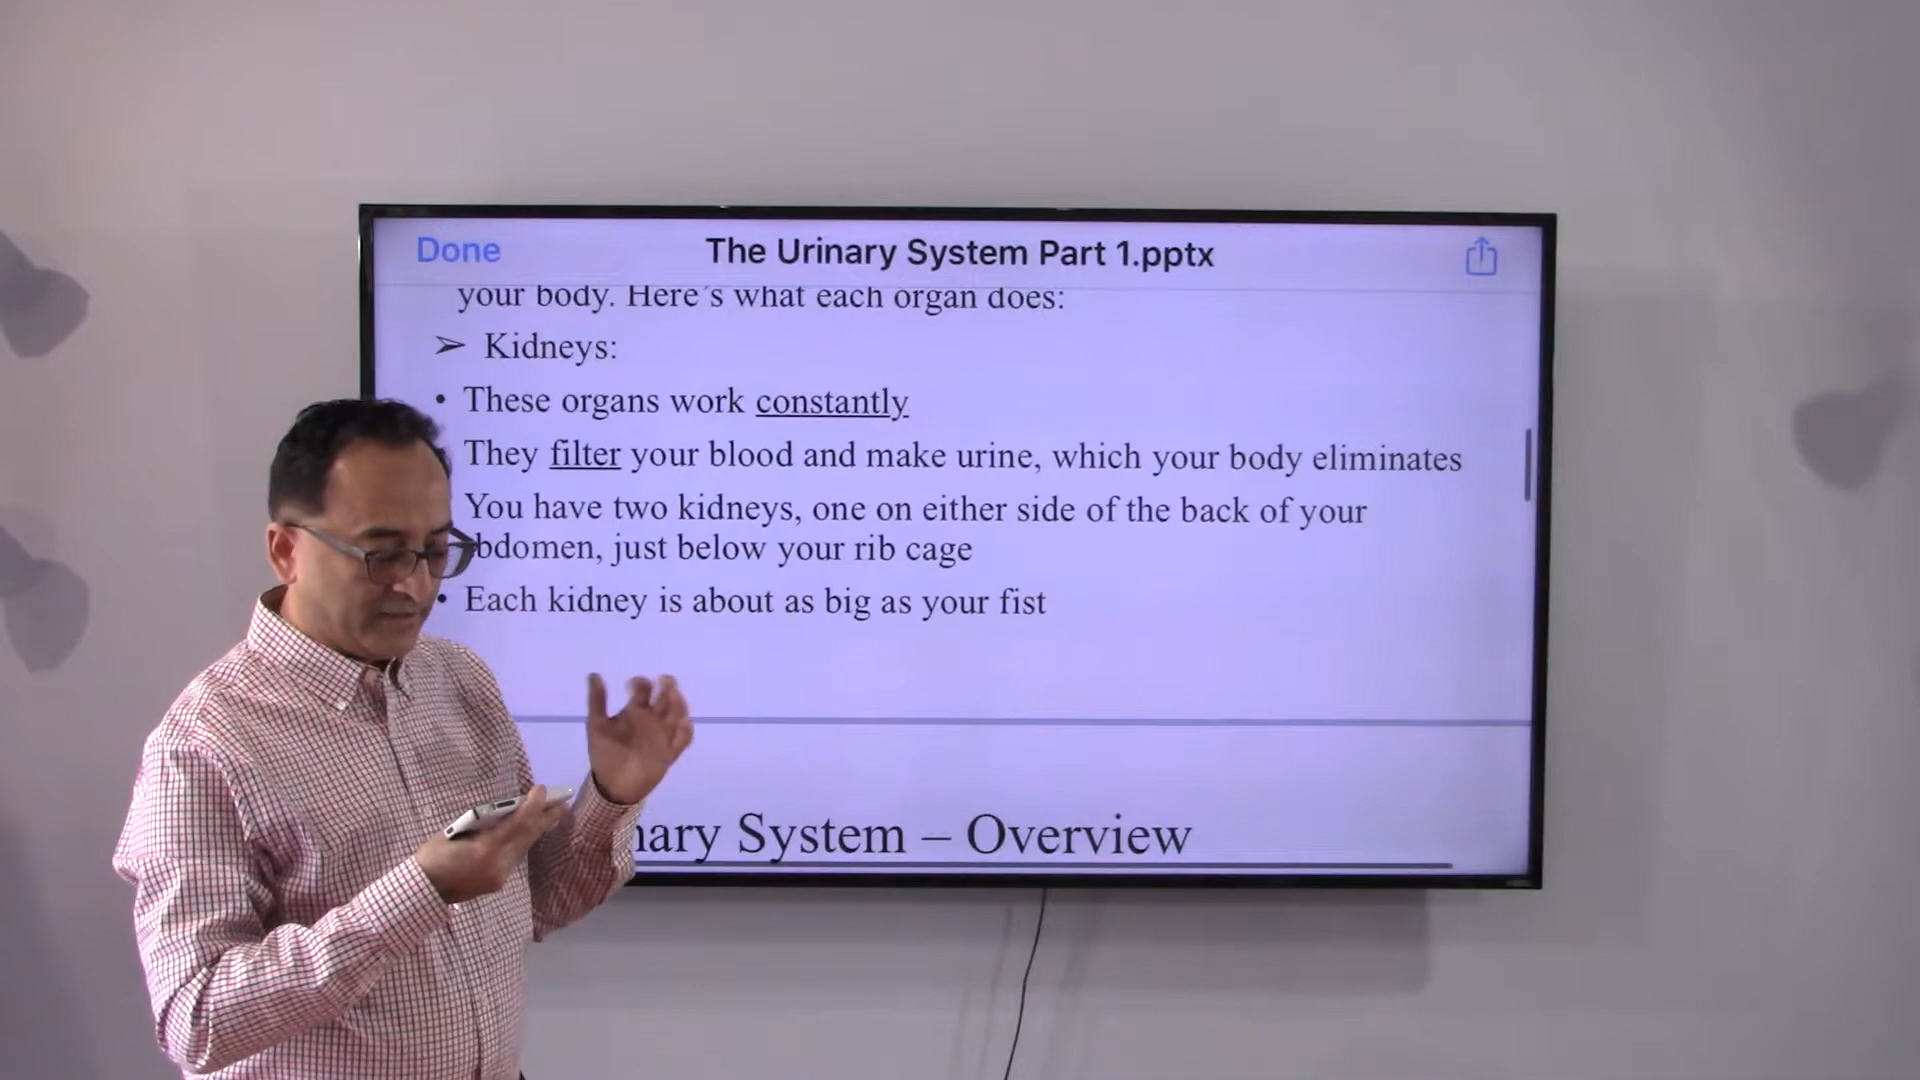 Done
The Urinary System Part 1.pptx
your body. Here's what each organ does:
➢ Kidneys:
• These organs work constantly
They filter your blood and make urine, which your body eliminates
You have two kidneys, one on either side of the back of your
bdomen, just below your rib cage
• Each kidney is about as big as your fist
nary System – Overview